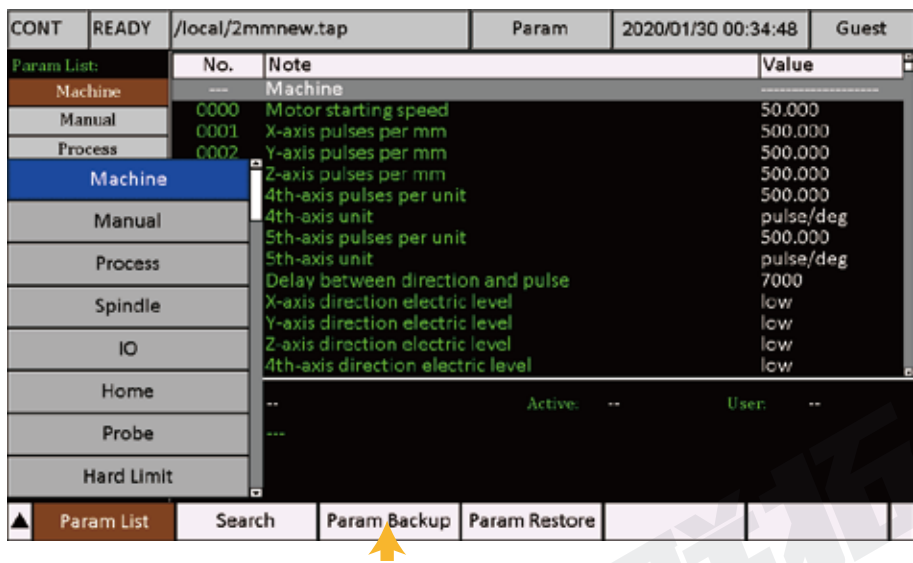 CONT READY /local/2mmnew.tap Param 2020/01/30 00:34:48 Guest
Param List: No. Note Value
Machine --- Machine -------------------
Manual 0000 Motor starting speed 50.000
0001 X-axis pulses per mm 500.000
Process 0002 Y-axis pulses per mm 500.000
Machine Z-axis pulses per mm 500.000
4th-axis pulses per unit 500.000
Manual 4th-axis unit pulse/deg
5th-axis pulses per unit 500.000
Process 5th-axis unit pulse/deg
Delay between direction and pulse 7000
Spindle X-axis direction electric level low
Y-axis direction electric level low
IO Z-axis direction electric level low
4th-axis direction electric level low
Home -- Active: -- User: --
Probe ---
Hard Limit
▲ Param List Search Param Backup Param Restore